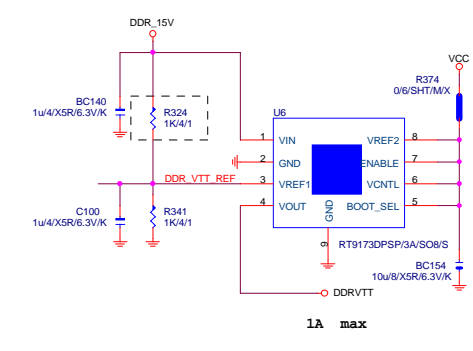 DDR_15V
VCC
R374
0/6/SHT/M/X
BC140
1u/4/X5R/6.3V/K
R324
1K/4/1
U6
1 VIN VREF2 8
2 GND ENABLE 7
DDR_VTT_REF 3 VREF1 VCNTL 6
4 VOUT BOOT_SEL 5
GND
9
C100
1u/4/X5R/6.3V/K
R341
1K/4/1
RT9173DPSP/3A/SO8/S
BC154
10u/8/X5R/6.3V/K
DDRVTT
1A max